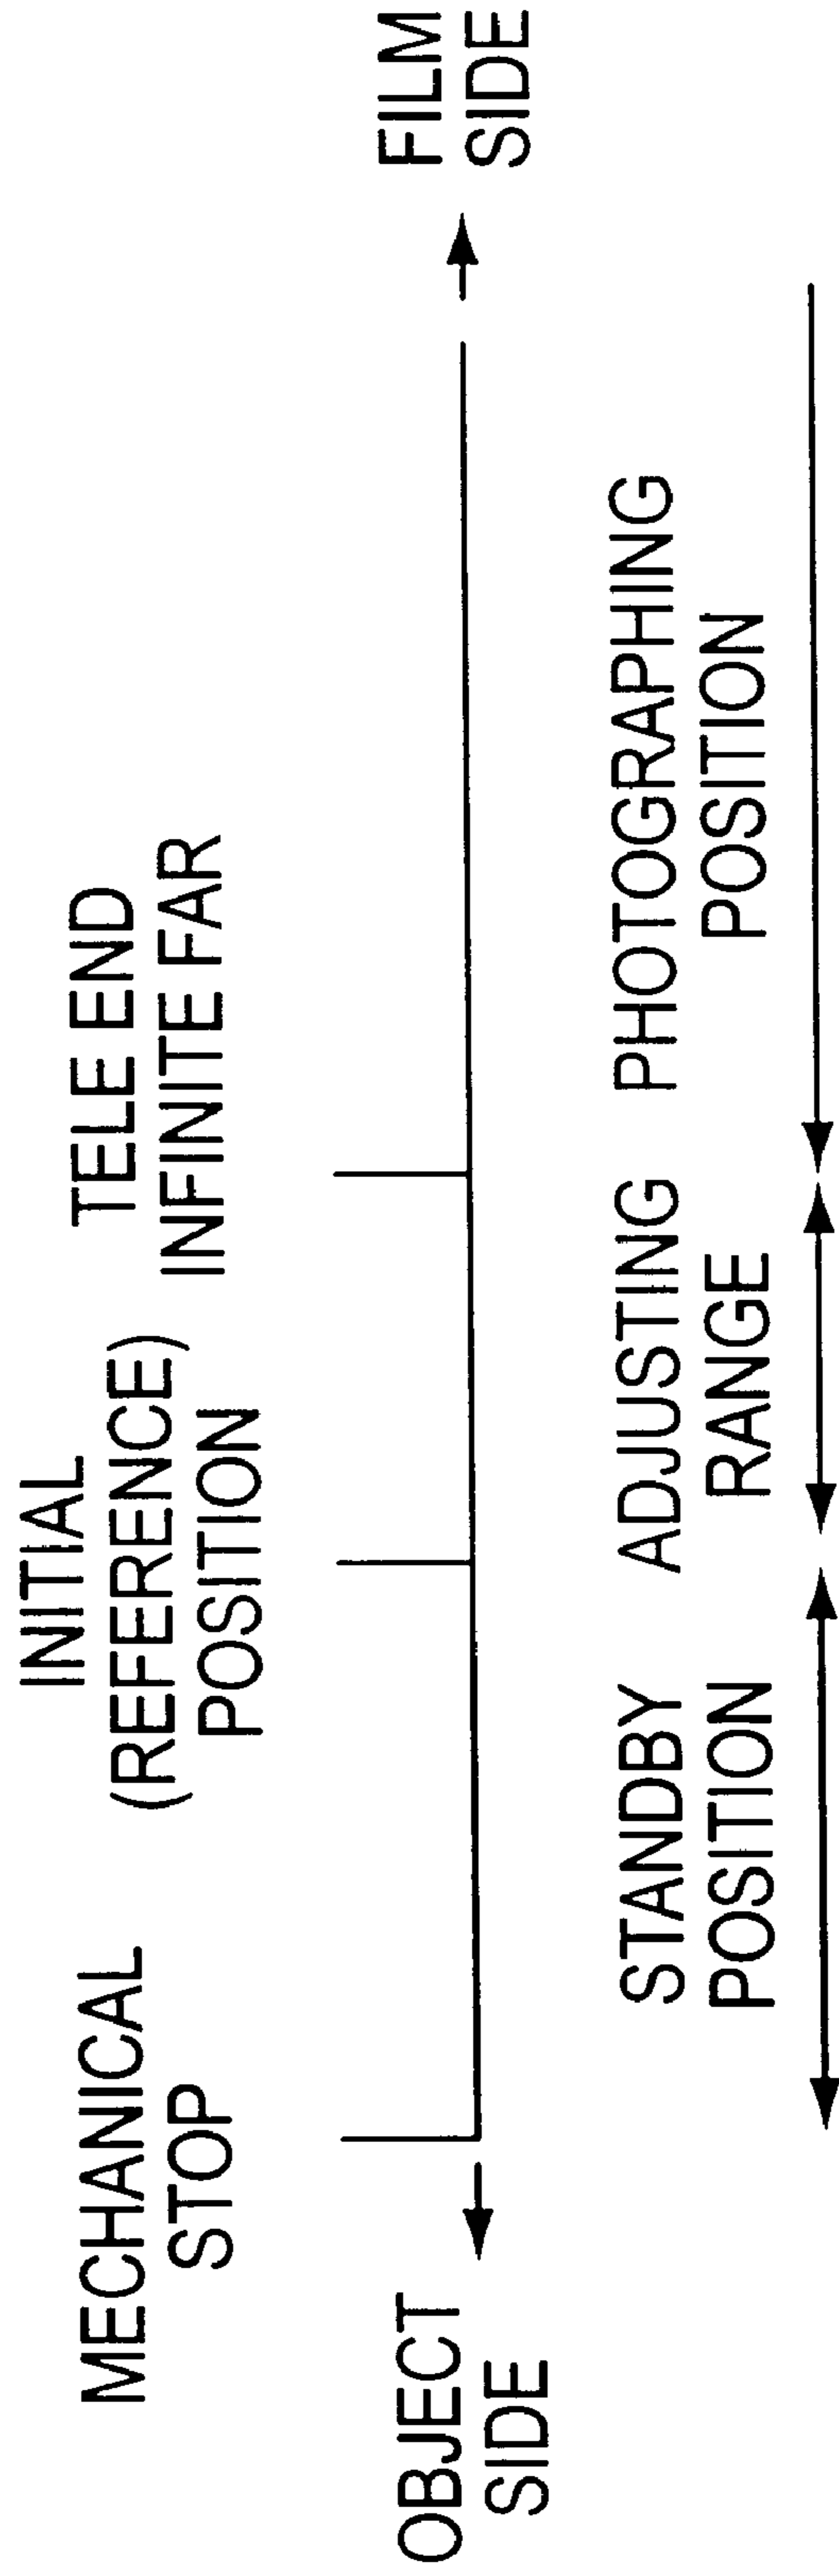 MECHANICAL
STOP
INITIAL
(REFERENCE)
POSITION
TELE END
INFINITE FAR
OBJECT
SIDE
FILM
SIDE
STANDBY
POSITION
ADJUSTING
RANGE
PHOTOGRAPHING
POSITION